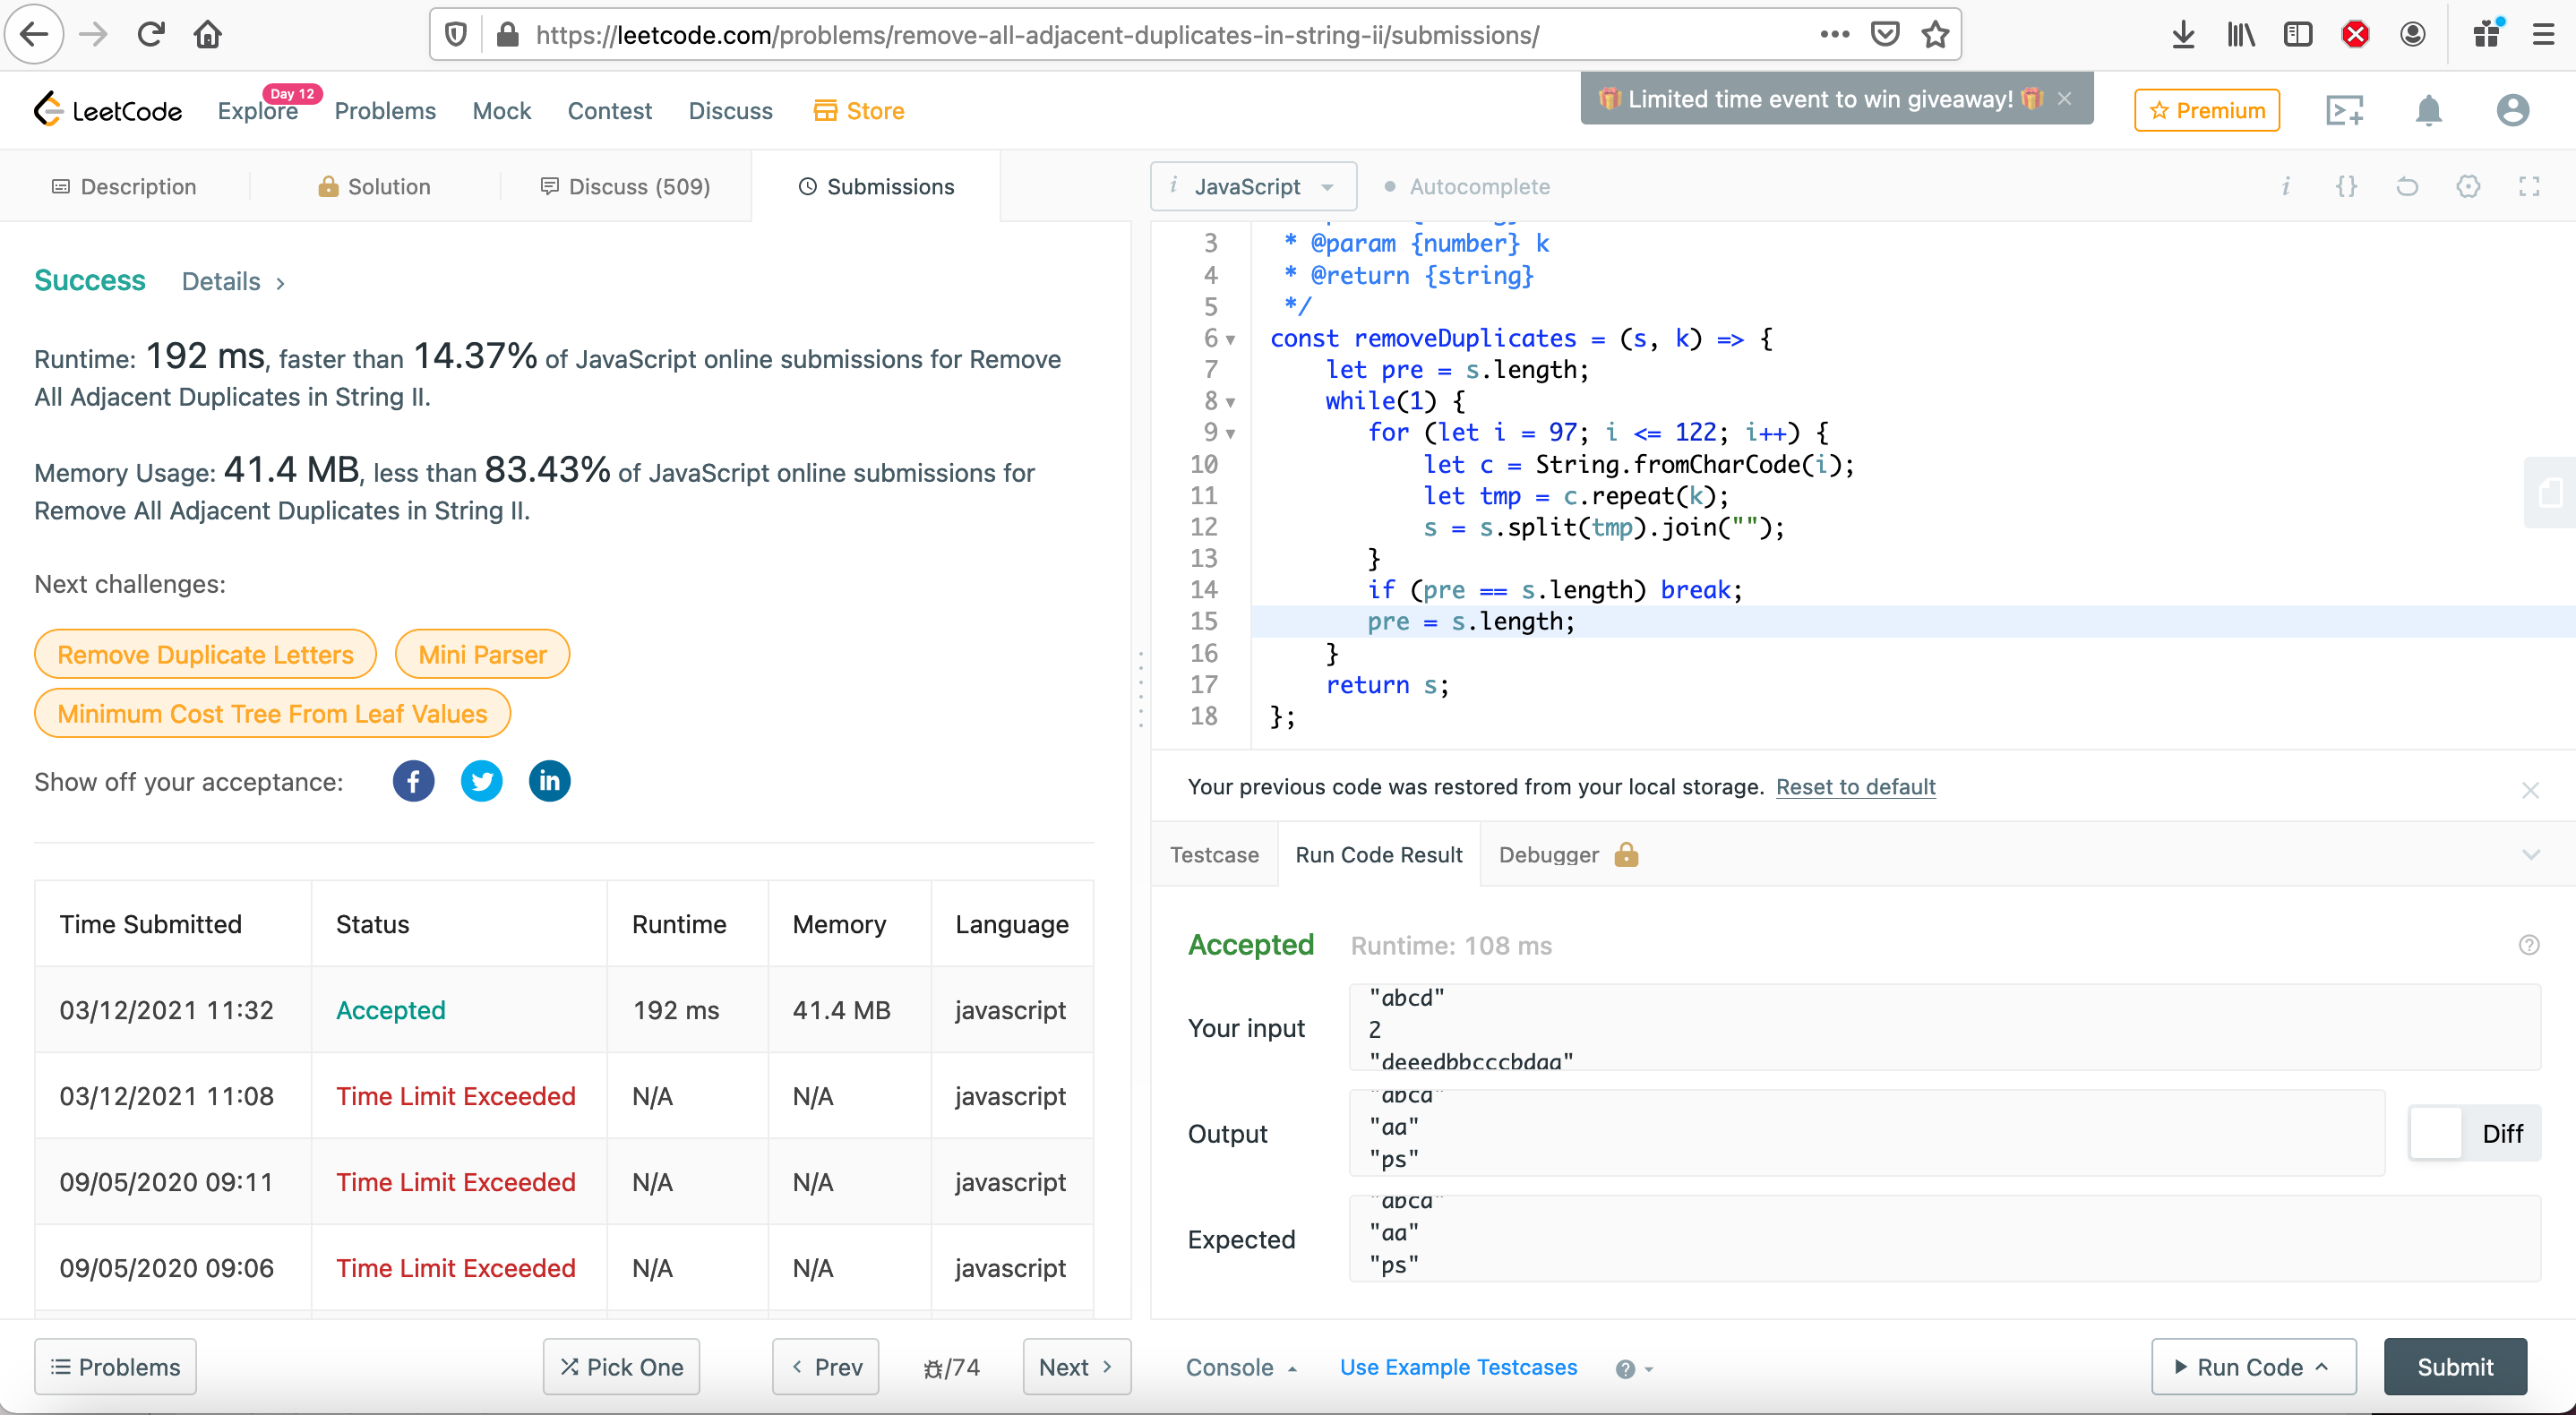 https://leetcode.com/problems/remove-all-adjacent-duplicates-in-string-ii/submissions/
LeetCode
Explore
Day 12
Problems
Mock
Contest
Discuss
Store
Limited time event to win giveaway!
Premium
Description
Solution
Discuss (509)
Submissions
i JavaScript
Autocomplete
Success
Details >
Runtime: 192 ms, faster than 14.37% of JavaScript online submissions for Remove
All Adjacent Duplicates in String II.
Memory Usage: 41.4 MB, less than 83.43% of JavaScript online submissions for
Remove All Adjacent Duplicates in String II.
Next challenges:
Remove Duplicate Letters
Mini Parser
Minimum Cost Tree From Leaf Values
Show off your acceptance:
Time Submitted Status Runtime Memory Language
03/12/2021 11:32 Accepted 192 ms 41.4 MB javascript
03/12/2021 11:08 Time Limit Exceeded N/A N/A javascript
09/05/2020 09:11 Time Limit Exceeded N/A N/A javascript
09/05/2020 09:06 Time Limit Exceeded N/A N/A javascript
Problems
Pick One
< Prev
/74
Next >
3 * @param {number} k
4 * @return {string}
5 */
6 const removeDuplicates = (s, k) => {
7 let pre = s.length;
8 while(1) {
9 for (let i = 97; i <= 122; i++) {
10 let c = String.fromCharCode(i);
11 let tmp = c.repeat(k);
12 s = s.split(tmp).join("");
13 }
14 if (pre == s.length) break;
15 pre = s.length;
16 }
17 return s;
18 };
Your previous code was restored from your local storage. Reset to default
Testcase
Run Code Result
Debugger
Accepted
Runtime: 108 ms
Your input
"abcd"
2
"deeedbbcccbdaa"
Output
"abcd"
"aa"
"ps"
Diff
Expected
"abcd"
"aa"
"ps"
Console
Use Example Testcases
Run Code
Submit